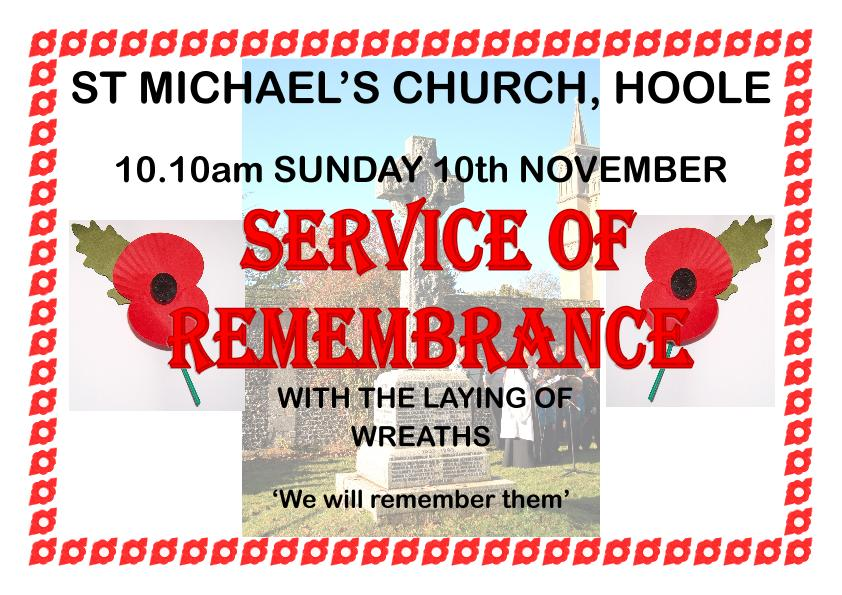 ST MICHAEL’S CHURCH, HOOLE
10.10am SUNDAY 10th NOVEMBER
SERVICE OF
REMEMBRANCE
WITH THE LAYING OF
WREATHS
‘We will remember them’